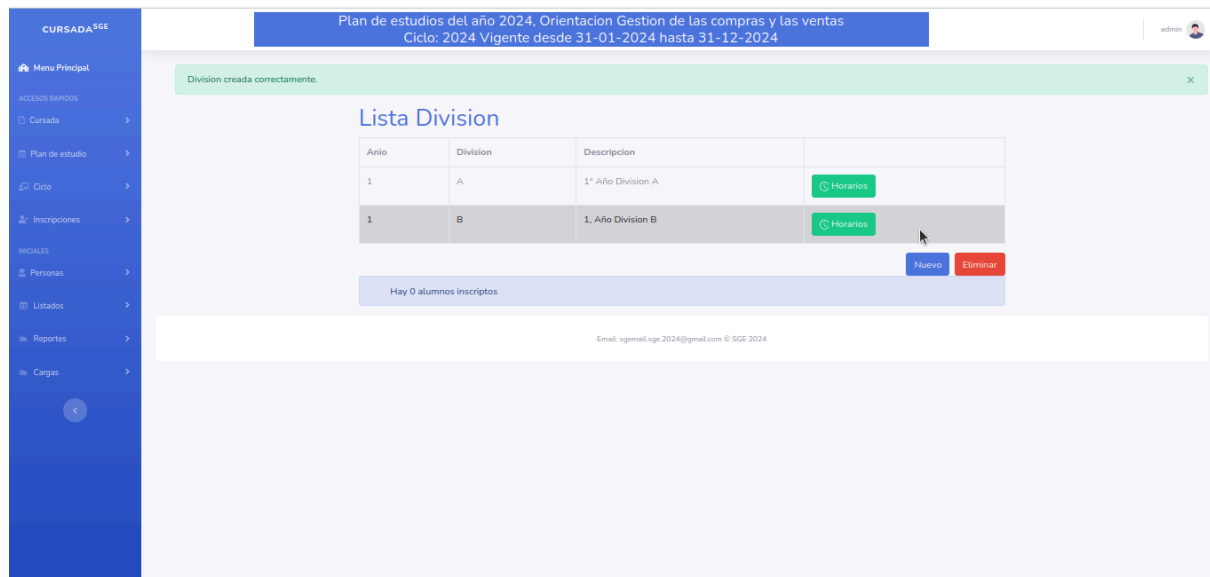 CURSADA SGE
Plan de estudios del año 2024, Orientacion Gestion de las compras y las ventas
Ciclo: 2024 Vigente desde 31-01-2024 hasta 31-12-2024
admin
Menu Principal
ACCESOS RAPIDOS
Cursada
Plan de estudio
Ciclo
Inscripciones
INICIALES
Personas
Listados
Reportes
Cargas
Division creada correctamente.
×
Lista Division
Anio Division Descripcion
1 A 1° Año Division A Horarios
1 B 1, Año Division B Horarios
Nuevo Eliminar
Hay 0 alumnos inscriptos
Email: sgemail.sge.2024@gmail.com © SGE 2024